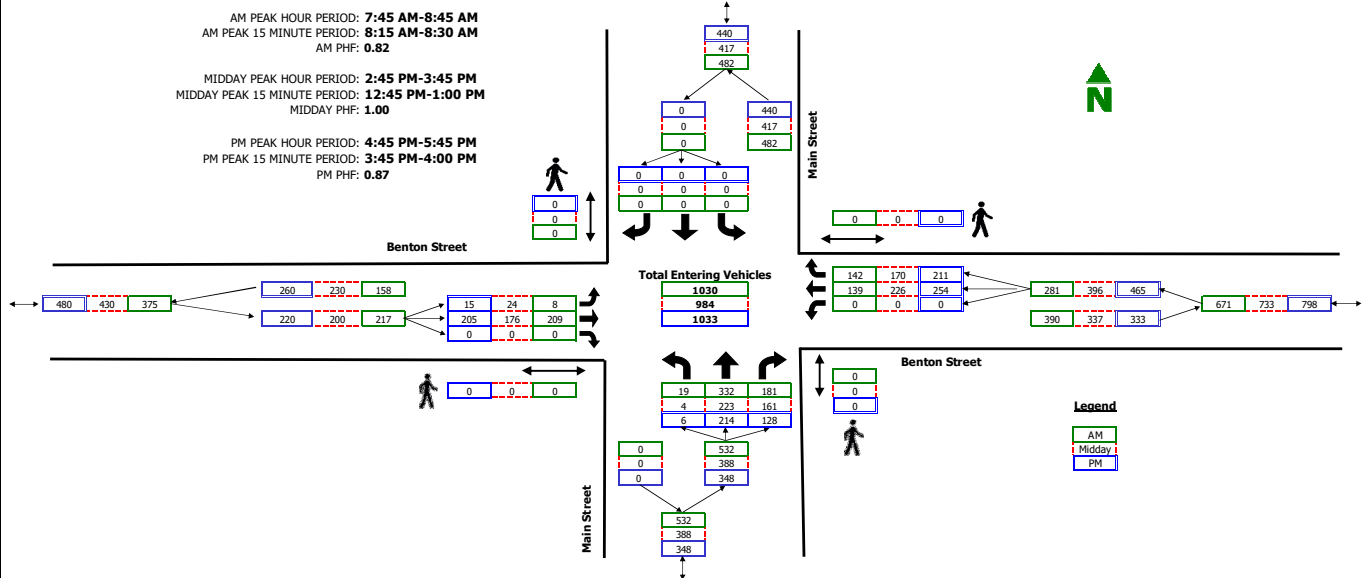 AM PEAK HOUR PERIOD: 7:45 AM-8:45 AM
AM PEAK 15 MINUTE PERIOD: 8:15 AM-8:30 AM
AM PHF: 0.82
MIDDAY PEAK HOUR PERIOD: 2:45 PM-3:45 PM
MIDDAY PEAK 15 MINUTE PERIOD: 12:45 PM-1:00 PM
MIDDAY PHF: 1.00
PM PEAK HOUR PERIOD: 4:45 PM-5:45 PM
PM PEAK 15 MINUTE PERIOD: 3:45 PM-4:00 PM
PM PHF: 0.87
440
417
482
0
0
0
440
417
482
0 0 0
0 0 0
0 0 0
Main Street
N
0
0
0
0 0 0
Benton Street
480 430 375
260 230 158
220 200 217
15 24 8
205 176 209
0 0 0
Total Entering Vehicles
1030
984
1033
142 170 211
139 226 254
0 0 0
281 396 465
390 337 333
671 733 798
Benton Street
0 0 0
19 332 181
4 223 161
6 214 128
0
0
0
532
388
348
532
388
348
Main Street
0
0
0
Legend
AM
Midday
PM